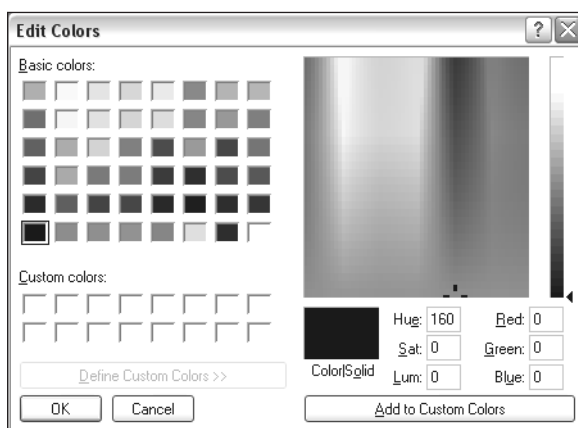 Edit Colors
?
Basic colors:
Custom colors:
Define Custom Colors >>
OK Cancel
Color|Solid
Hue: 160 Red: 0
Sat: 0 Green: 0
Lum: 0 Blue: 0
Add to Custom Colors